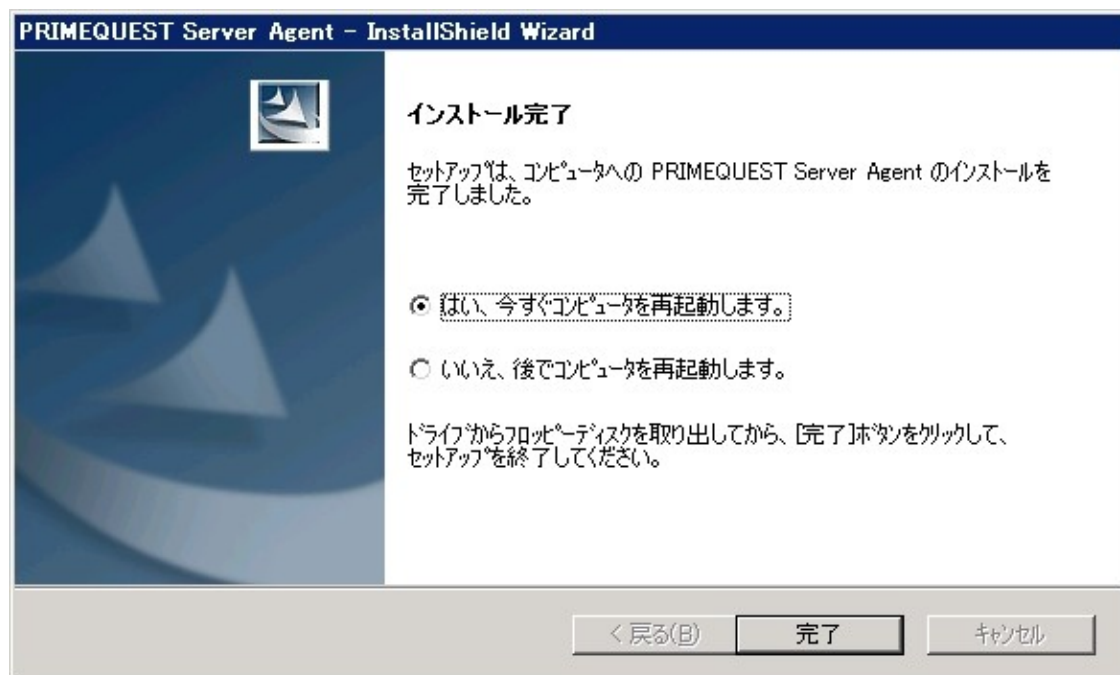 PRIMEQUEST Server Agent - InstallShield Wizard
インストール完了
セットアップは、コンピュータへの PRIMEQUEST Server Agent のインストールを
完了しました。
はい、今すぐコンピュータを再起動します。
いいえ、後でコンピュータを再起動します。
ドライブからフロッピーディスクを取り出してから、[完了]ボタンをクリックして、
セットアップを終了してください。
< 戻る(B)
完了
キャンセル